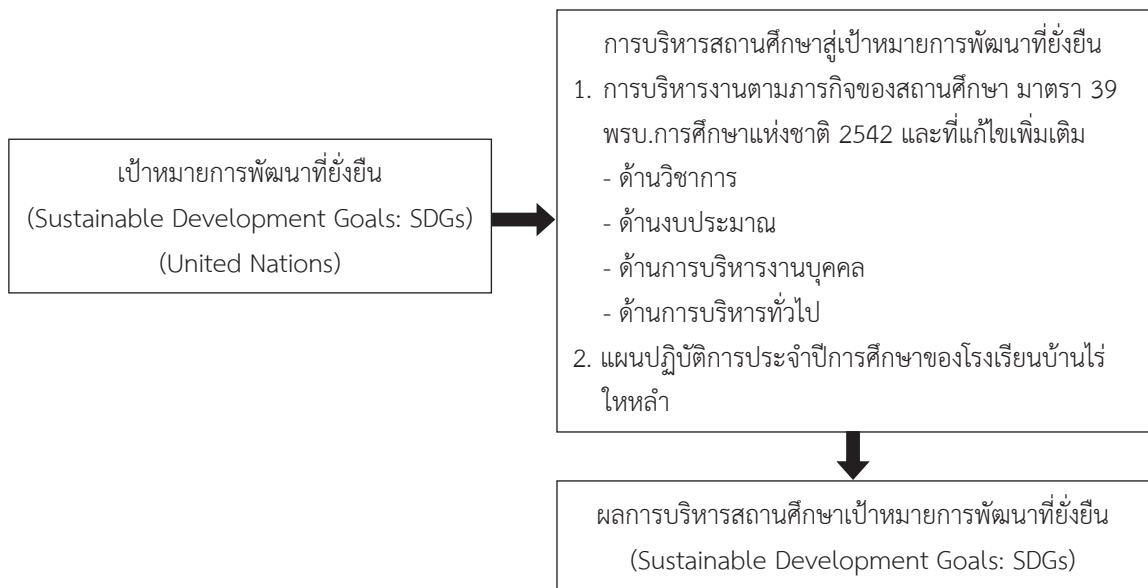 เป้าหมายการพัฒนาที่ยั่งยืน
(Sustainable Development Goals: SDGs)
(United Nations)
การบริหารสถานศึกษาสู่เป้าหมายการพัฒนาที่ยั่งยืน
1. การบริหารงานตามภารกิจของสถานศึกษา มาตรา 39
พรบ.การศึกษาแห่งชาติ 2542 และที่แก้ไขเพิ่มเติม
- ด้านวิชาการ
- ด้านงบประมาณ
- ด้านการบริหารงานบุคคล
- ด้านการบริหารทั่วไป
2. แผนปฏิบัติการประจำปีการศึกษาของโรงเรียนบ้านไร่
ใหหลำ
ผลการบริหารสถานศึกษาเป้าหมายการพัฒนาที่ยั่งยืน
(Sustainable Development Goals: SDGs)